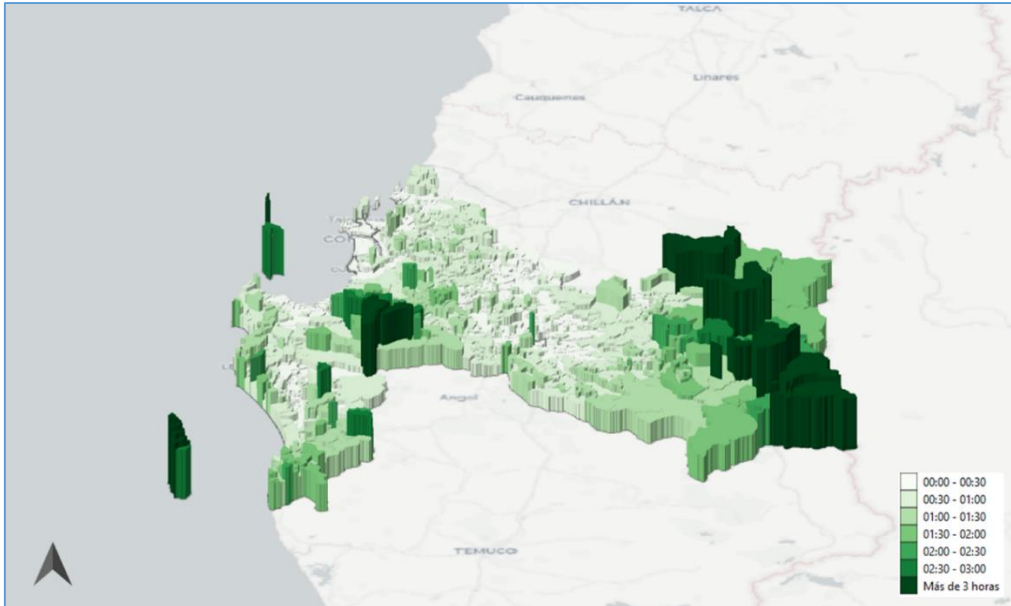 TALCA
Linares
Cauquenes
CHILLÁN
Angol
TEMUCO
00:00 - 00:30
00:30 - 01:00
01:00 - 01:30
01:30 - 02:00
02:00 - 02:30
02:30 - 03:00
Más de 3 horas